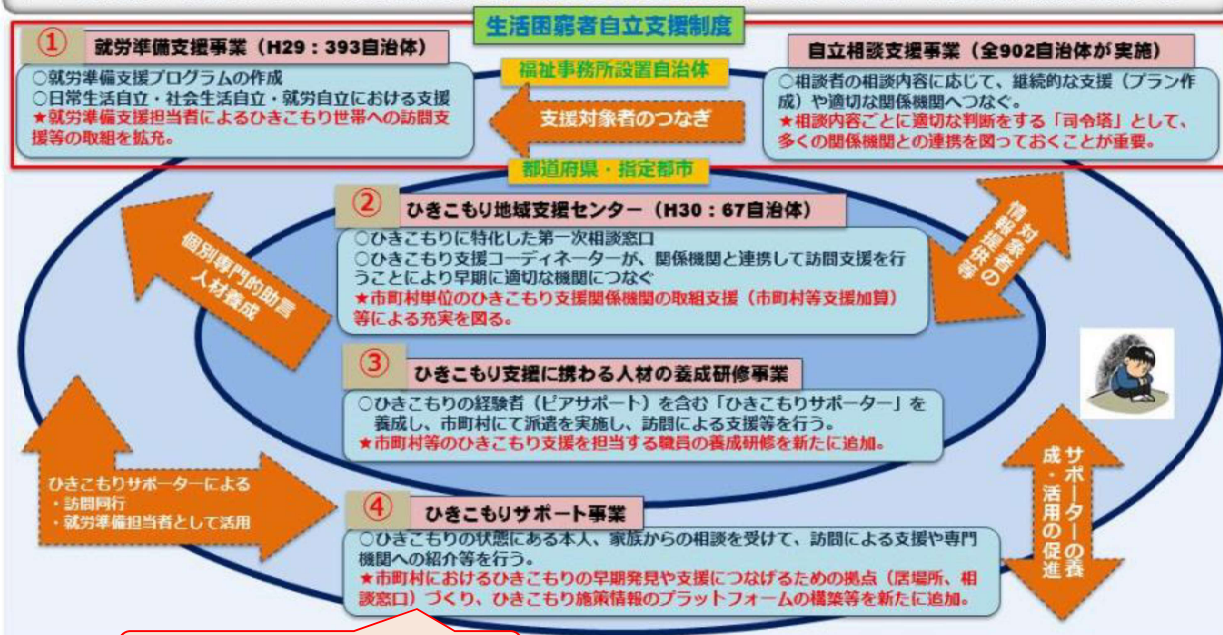 生活困窮者自立支援制度
① 就労準備支援事業（H29：393自治体）
○就労準備支援プログラムの作成
○日常生活自立・社会生活自立・就労自立における支援
★就労準備支援担当者によるひきこもり世帯への訪問支
援等の取組を拡充。
福祉事務所設置自治体
支援対象者のつなぎ
自立相談支援事業（全902自治体が実施）
○相談者の相談内容に応じて、継続的な支援（プラン作
成）や適切な関係機関へつなぐ。
★相談内容ごとに適切な判断をする「司令塔」として、
多くの関係機関との連携を図っておくことが重要。
都道府県・指定都市
② ひきこもり地域支援センター（H30：67自治体）
○ひきこもりに特化した第一次相談窓口
○ひきこもり支援コーディネーターが、関係機関と連携して訪問支援を行
うことにより早期に適切な機関につなぐ
★市町村単位のひきこもり支援関係機関の取組支援（市町村等支援加算）
等による充実を図る。
個別専門的助言
人材養成
対象者の
情報提供等
③ ひきこもり支援に携わる人材の養成研修事業
○ひきこもりの経験者（ピアサポート）を含む「ひきこもりサポーター」を
養成し、市町村にて派遣を実施し、訪問による支援等を行う。
★市町村等のひきこもり支援を担当する職員の養成研修を新たに追加。
ひきこもりサポーターによる
・訪問同行
・就労準備担当者として活用
サポーターの養
成・活用の促進
④ ひきこもりサポート事業
○ひきこもりの状態にある本人、家族からの相談を受けて、訪問による支援や専門
機関への紹介等を行う。
★市町村におけるひきこもりの早期発見や支援につなげるための拠点（居場所、相
談窓口）づくり、ひきこもり施策情報のプラットフォームの構築等を新たに追加。